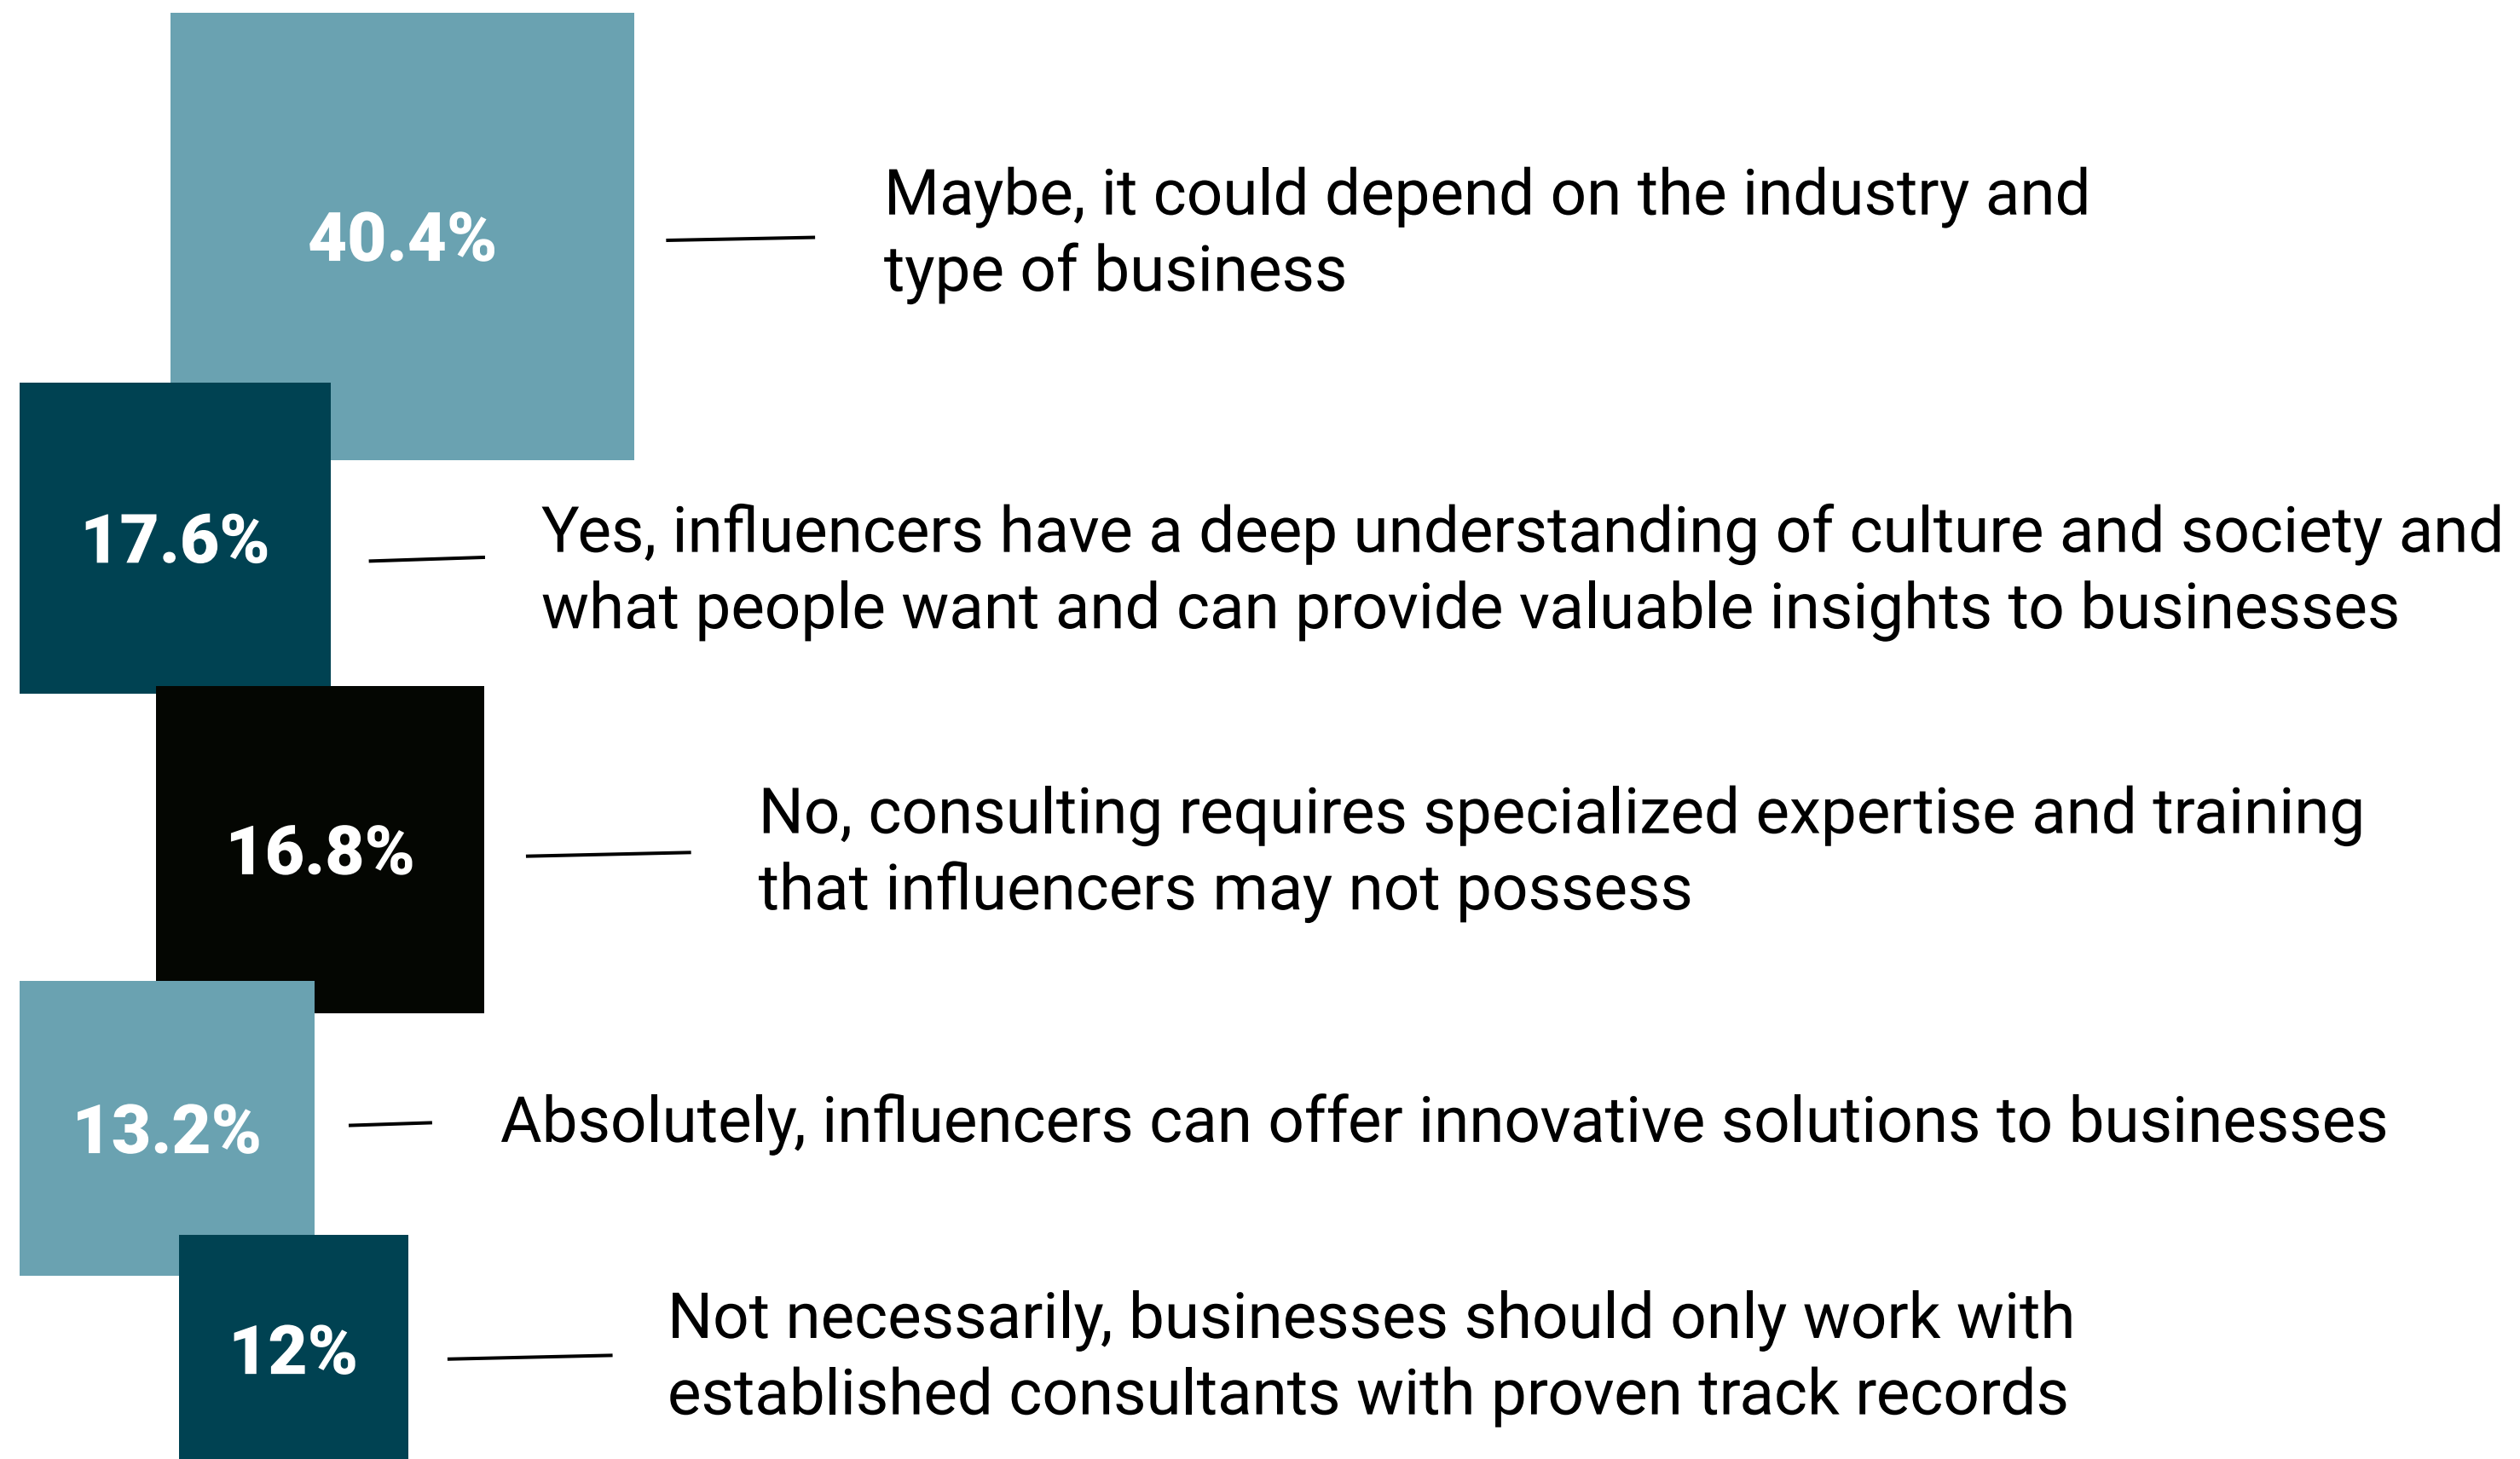 40.4%
Maybe, it could depend on the industry and
type of business
17.6%
Yes, influencers have a deep understanding of culture and society and
what people want and can provide valuable insights to businesses
16.8%
No, consulting requires specialized expertise and training
that influencers may not possess
13.2%
Absolutely, influencers can offer innovative solutions to businesses
12%
Not necessarily, businesses should only work with
established consultants with proven track records